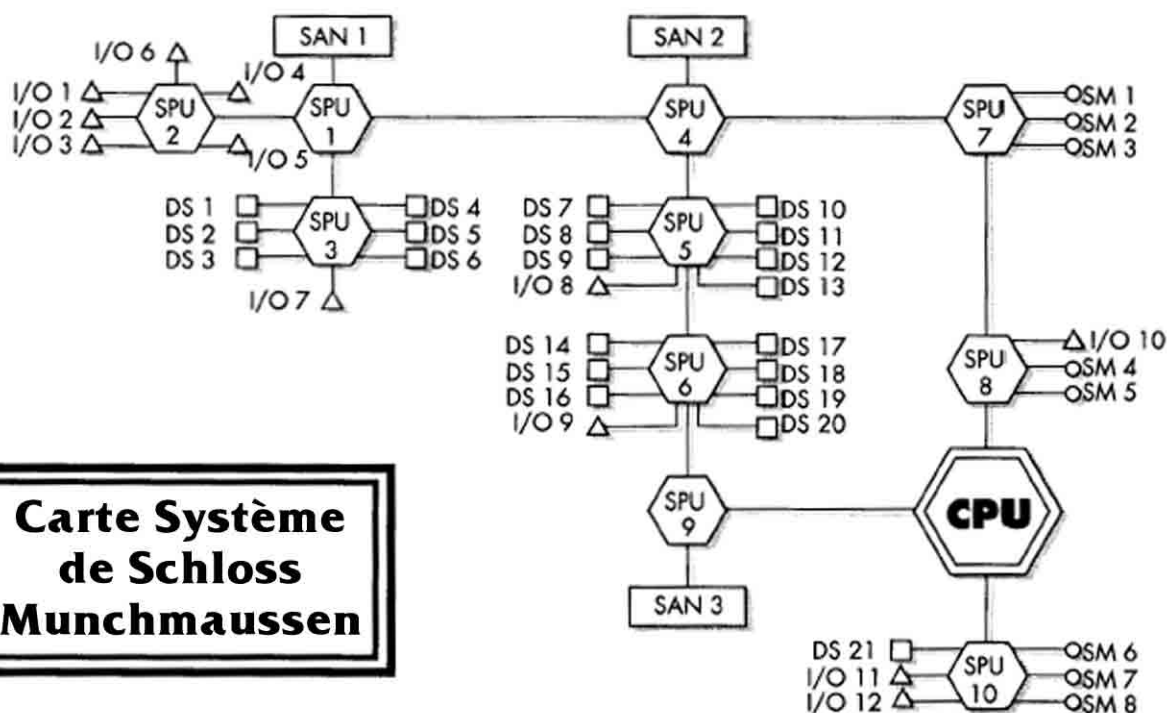 SAN 1
SAN 2
I/O 6
I/O 4
I/O 1
I/O 2
I/O 3
I/O 5
SPU
2
SPU
1
SPU
4
SPU
7
SM 1
SM 2
SM 3
DS 1
DS 2
DS 3
SPU
3
DS 4
DS 5
DS 6
I/O 7
DS 7
DS 8
DS 9
I/O 8
SPU
5
DS 10
DS 11
DS 12
DS 13
DS 14
DS 15
DS 16
I/O 9
SPU
6
DS 17
DS 18
DS 19
DS 20
SPU
8
I/O 10
SM 4
SM 5
SPU
9
CPU
SAN 3
Carte Système
de Schloss
Munchmaussen
DS 21
I/O 11
I/O 12
SPU
10
SM 6
SM 7
SM 8